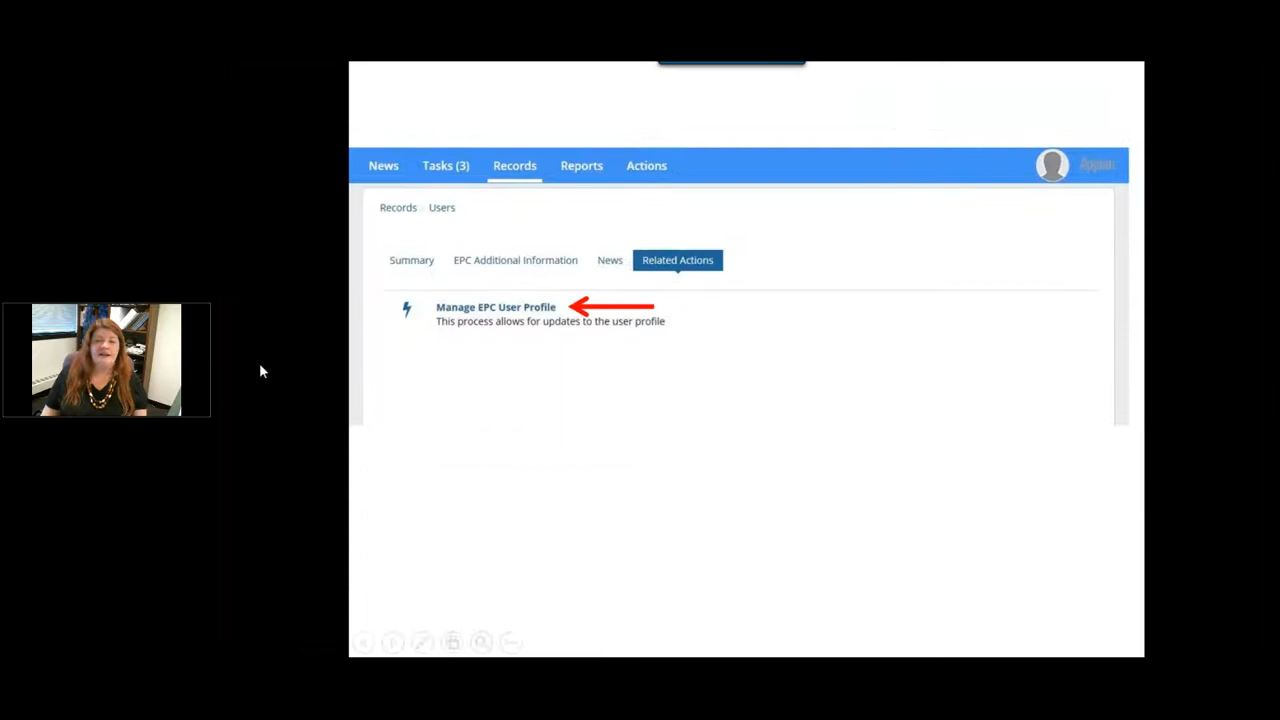 News Tasks (3) Records Reports Actions Appian
Records Users
Summary EPC Additional Information News Related Actions
Manage EPC User Profile
This process allows for updates to the user profile